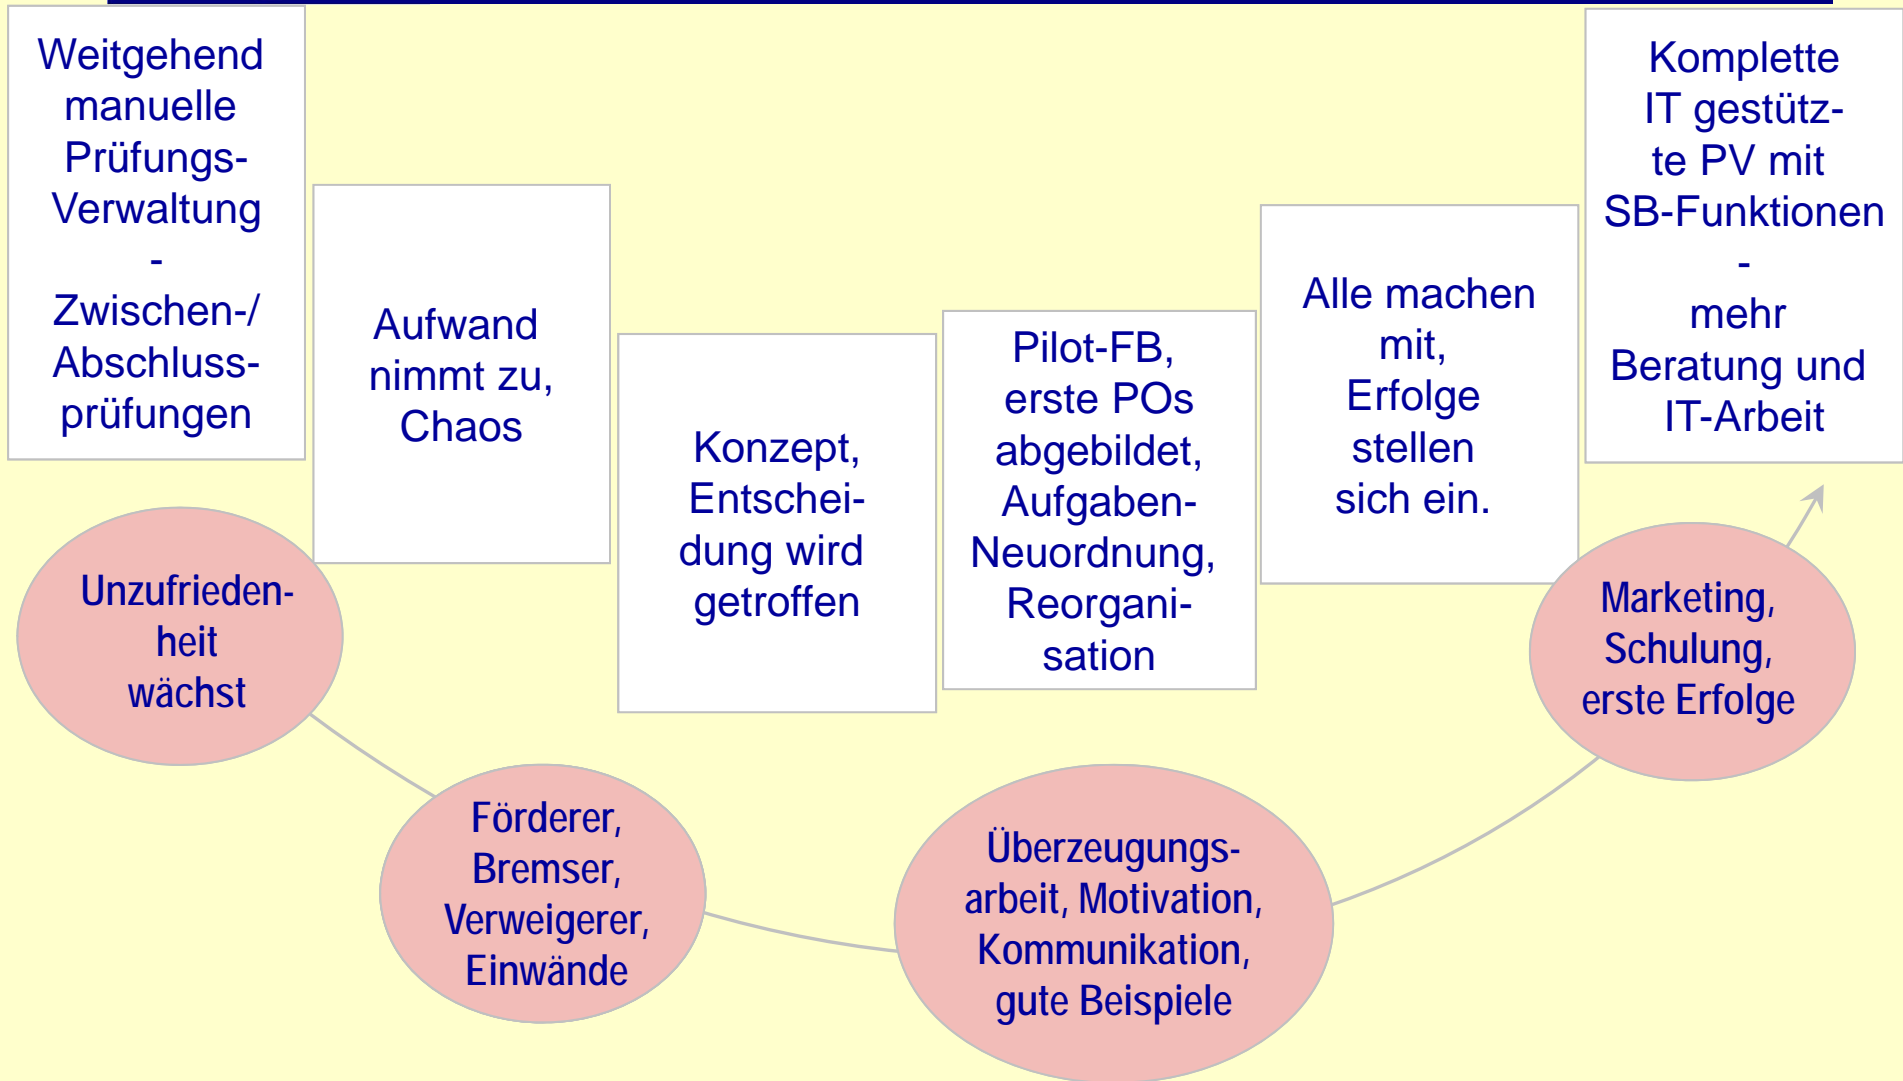 Weitgehend
manuelle
Prüfungs-
Verwaltung
-
Zwischen-/
Abschluss-
prüfungen
Aufwand
nimmt zu,
Chaos
Konzept,
Entschei-
dung wird
getroffen
Pilot-FB,
erste POs
abgebildet,
Aufgaben-
Neuordnung,
Reorgani-
sation
Alle machen
mit,
Erfolge
stellen
sich ein.
Komplette
IT gestütz-
te PV mit
SB-Funktionen
-
mehr
Beratung und
IT-Arbeit
Unzufrieden-
heit
wächst
Förderer,
Bremser,
Verweigerer,
Einwände
Überzeugungs-
arbeit, Motivation,
Kommunikation,
gute Beispiele
Marketing,
Schulung,
erste Erfolge